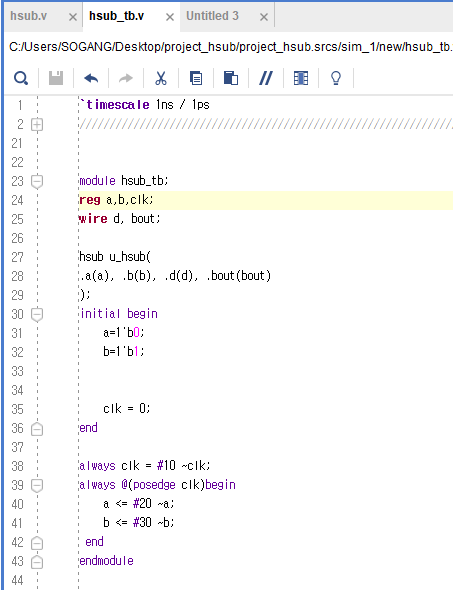 hsub.v × hsub_tb.v × Untitled 3 ×
C:/Users/SOGANG/Desktop/project_hsub/project_hsub.srcs/sim_1/new/hsub_tb.
1 `timescale 1ns / 1ps
2 //////////////////////////////////////////////////////////////
21
22
23 module hsub_tb;
24 reg a,b,clk;
25 wire d, bout;
26
27 hsub u_hsub(
28 .a(a), .b(b), .d(d), .bout(bout)
29 );
30 initial begin
31 a=1'b0;
32 b=1'b1;
33
34
35 clk = 0;
36 end
37
38 always clk = #10 ~clk;
39 always @(posedge clk)begin
40 a <= #20 ~a;
41 b <= #30 ~b;
42 end
43 endmodule
44